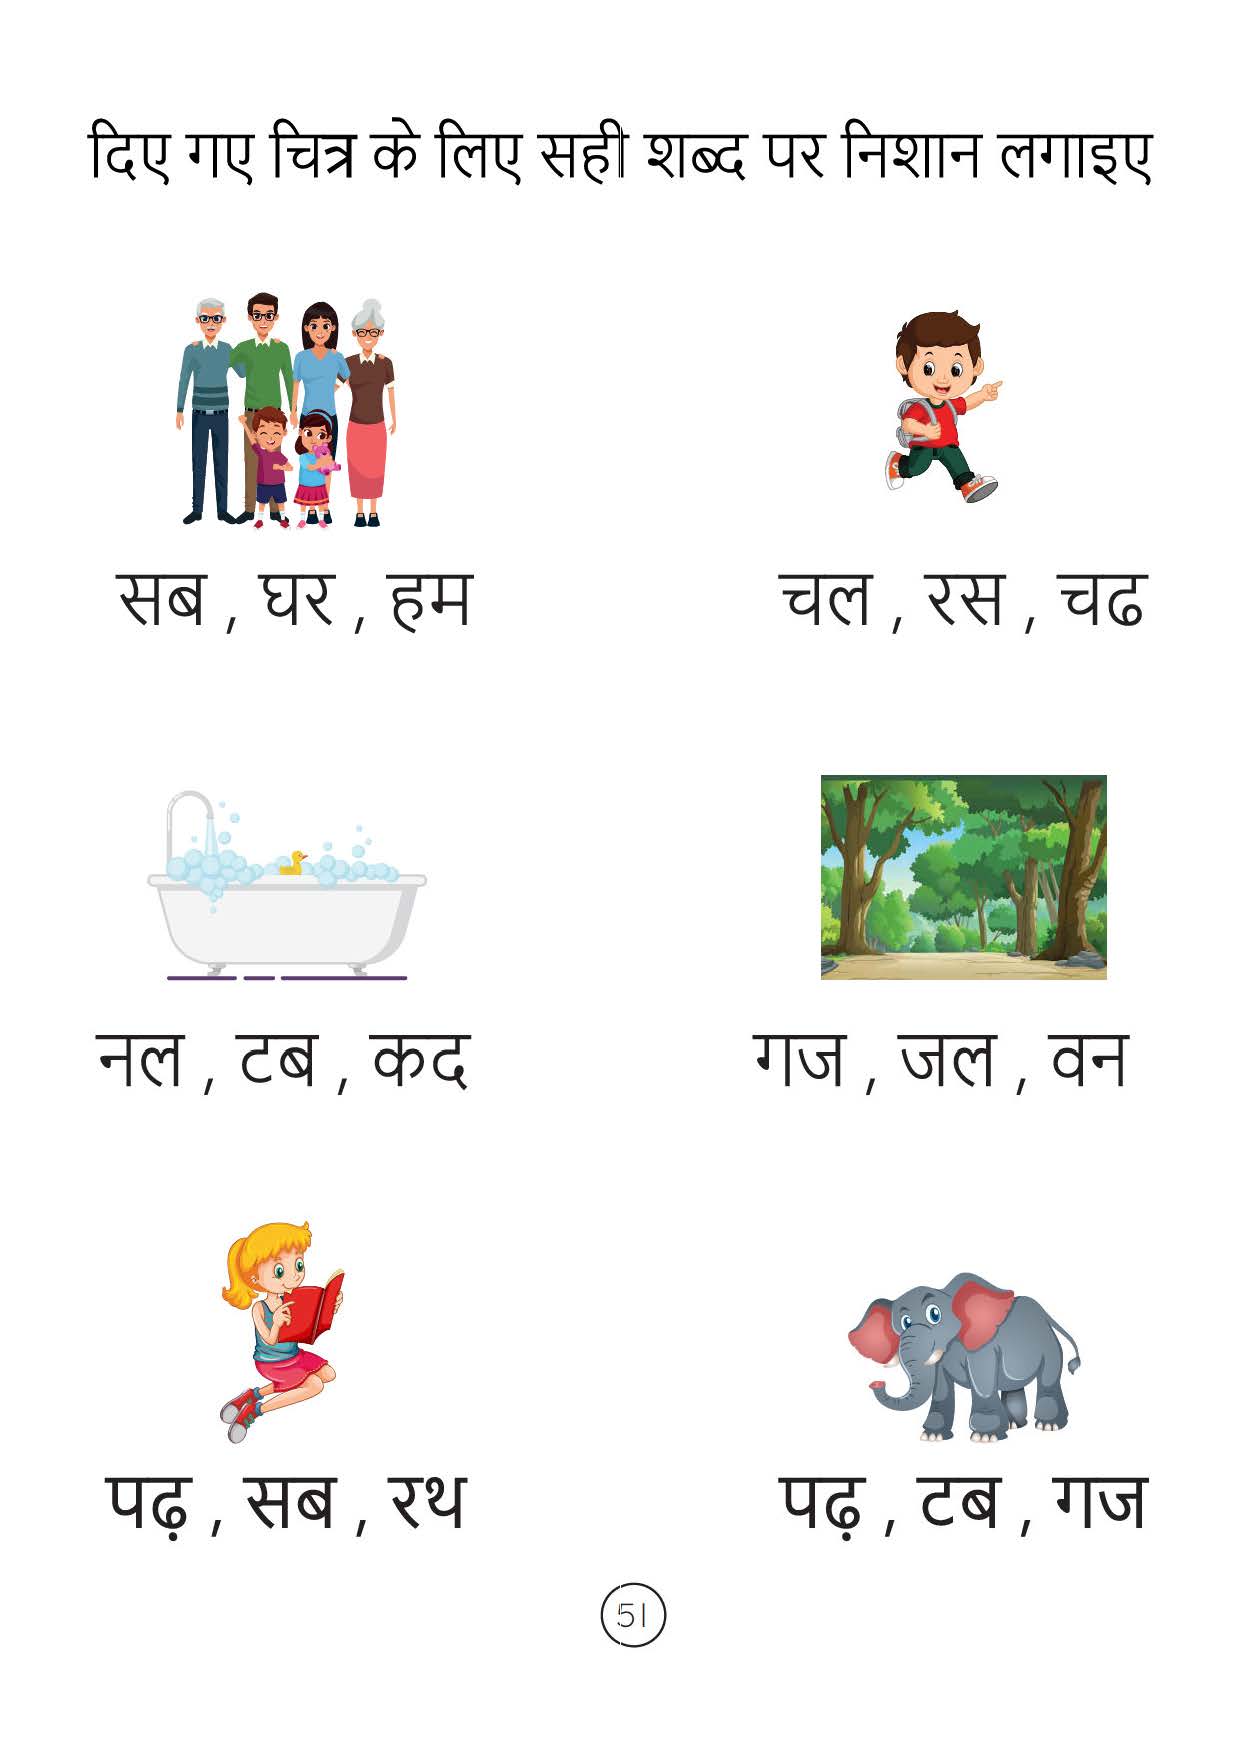 दिए गए चित्र के लिए सही शब्द पर निशान लगाइए
सब , घर , हम
चल , रस , चढ
नल , टब , कद
गज , जल , वन
पढ़ , सब , रथ
पढ़ , टब , गज
51